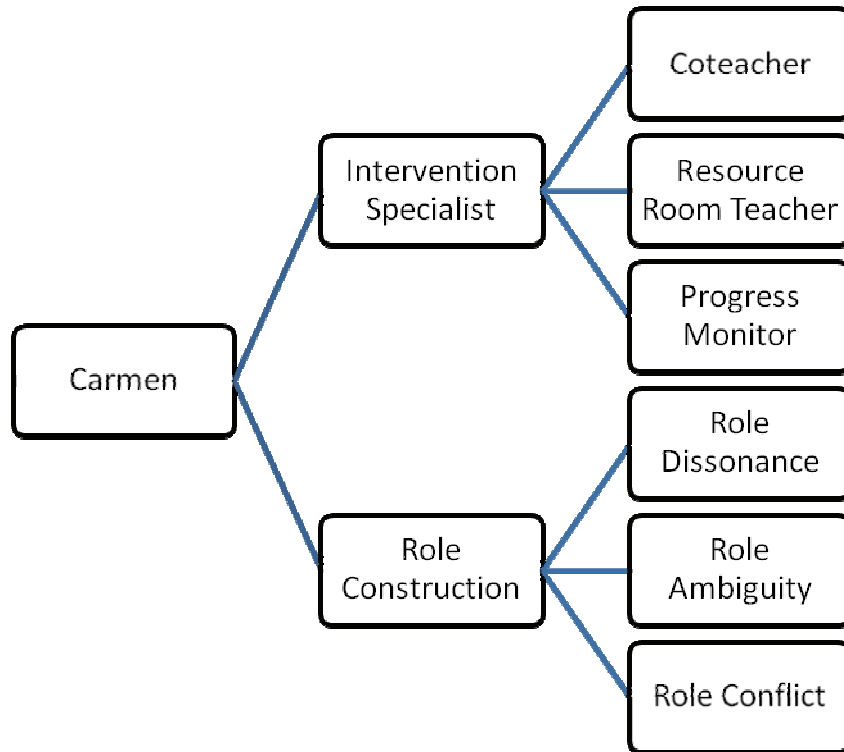 Carmen
Intervention
Specialist
Coteacher
Resource
Room Teacher
Progress
Monitor
Role
Construction
Role
Dissonance
Role
Ambiguity
Role Conflict